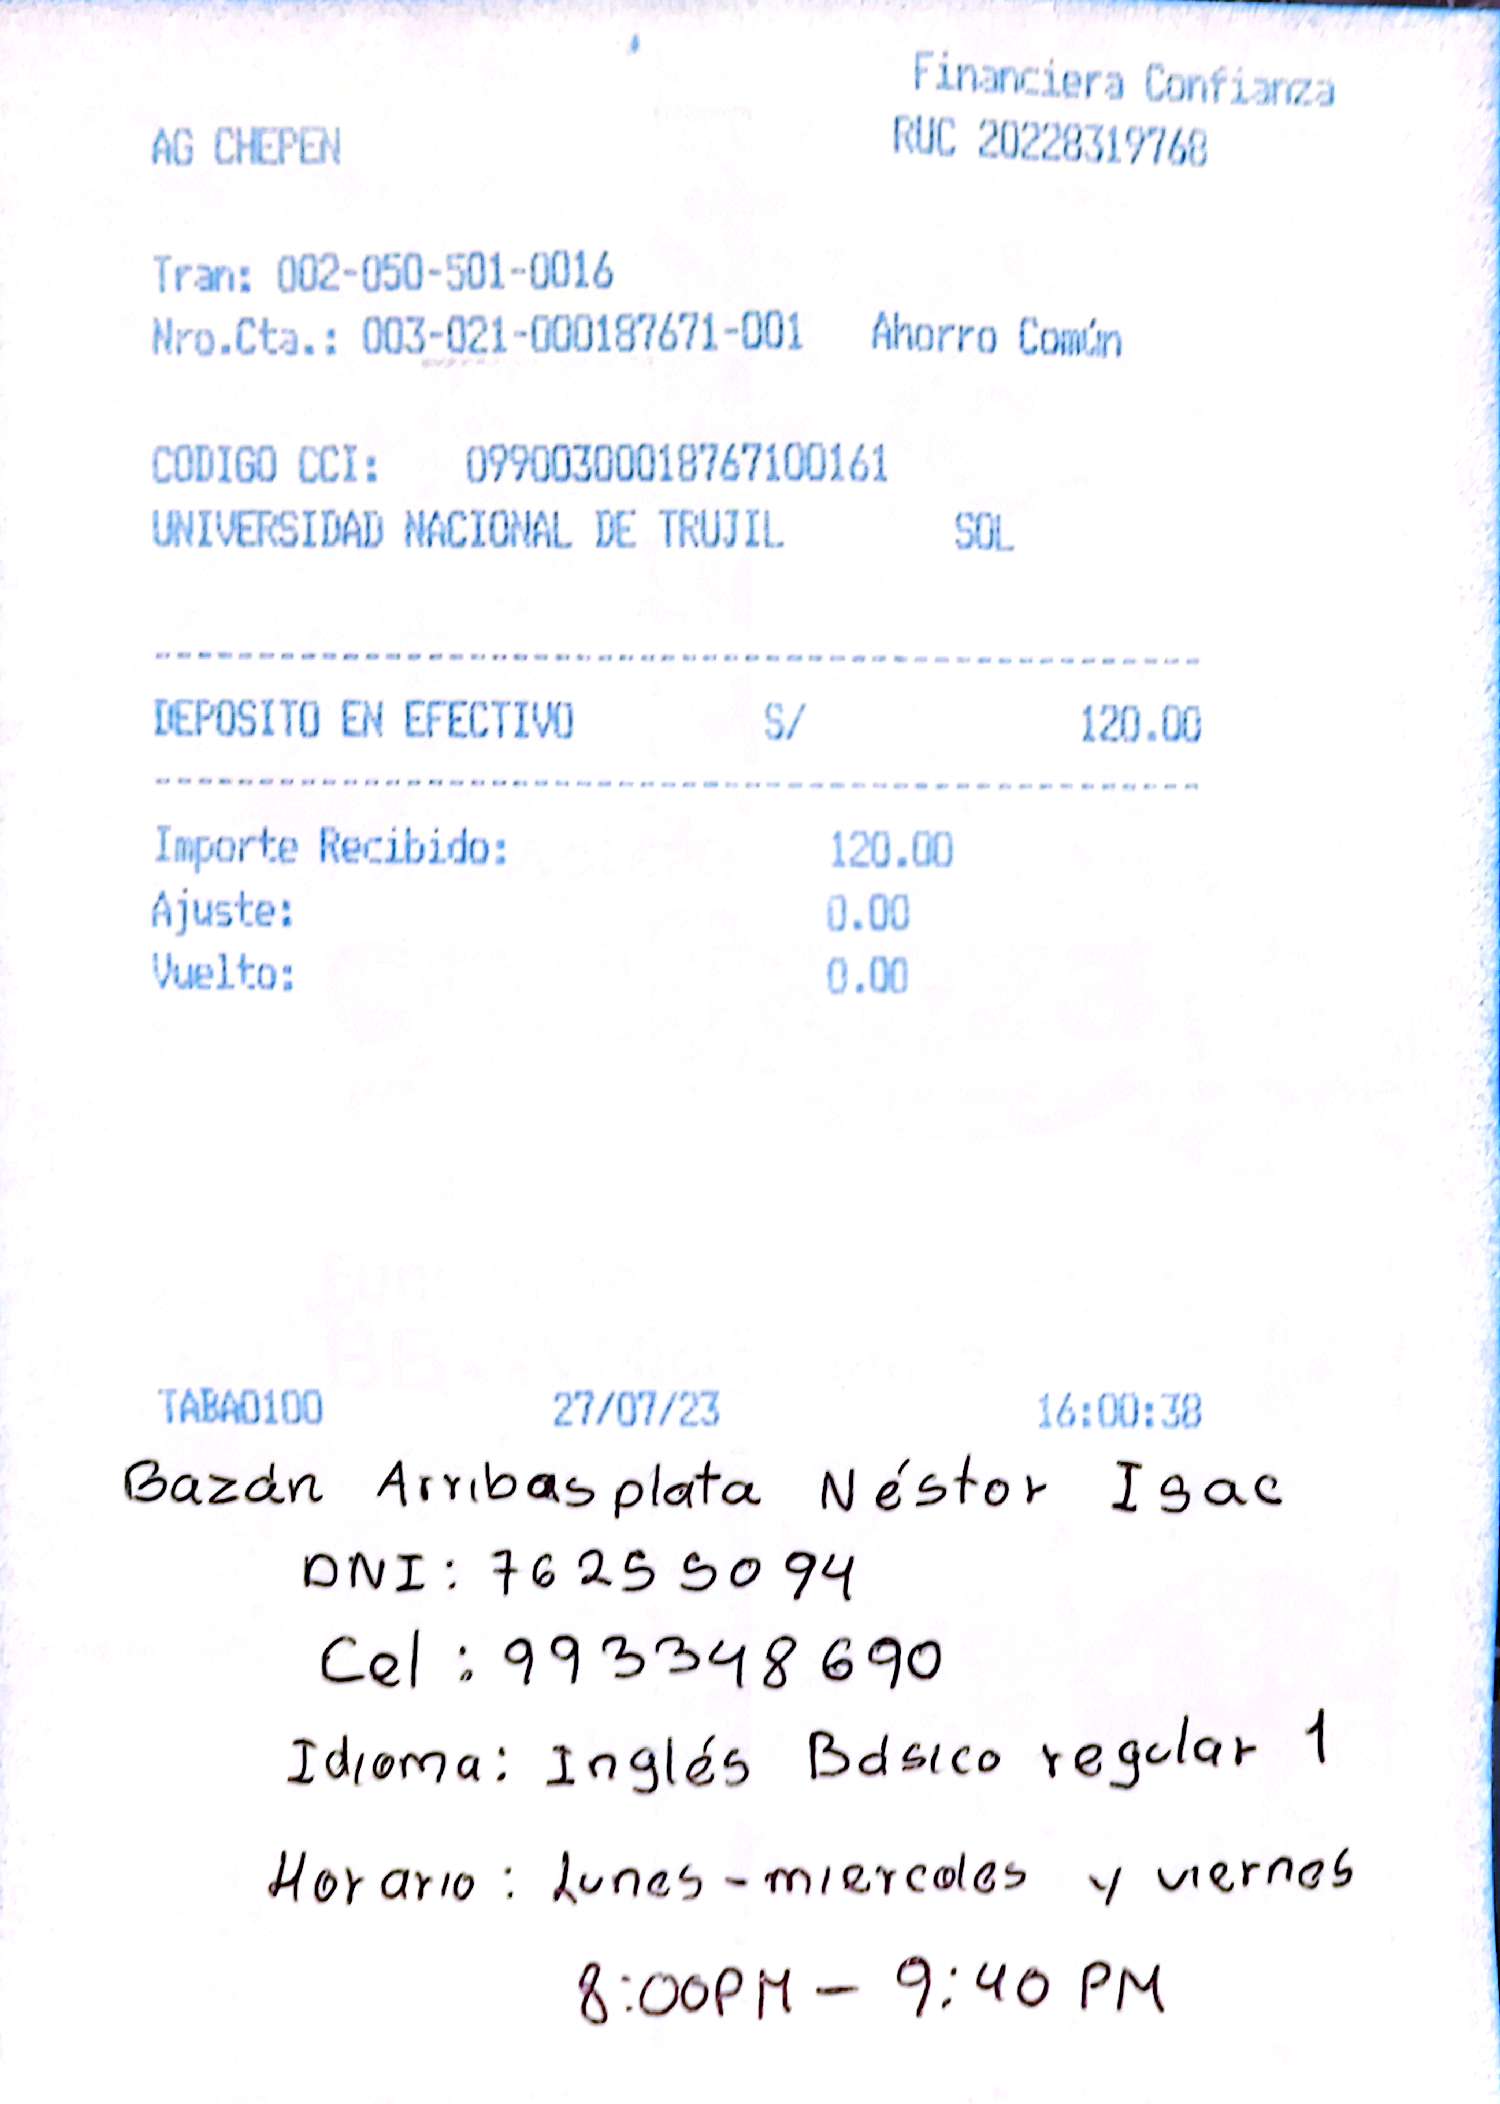 Financiera Confianza
AG CHEPEN RUC 20228319768
Tran: 002-050-501-0016
Nro.Cta.: 003-021-000187671-001 Ahorro Común
CODIGO CCI: 09900300018767100161
UNIVERSIDAD NACIONAL DE TRUJIL SOL
DEPOSITO EN EFECTIVO S/ 120.00
Importe Recibido: 120.00
Ajuste: 0.00
Vuelto: 0.00
TABA0100 27/07/23 16:00:38
Bazán Arribasplata Néstor Isac
DNI: 76255094
Cel: 993348690
Idioma: Inglés Básico regular 1
Horario: Lunes - miercoles y viernes
8:00PM - 9:40 PM